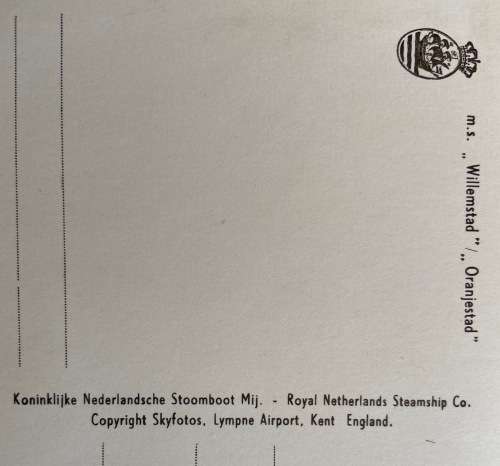 m.s. „ Willemstad ”/„ Oranjestad ”
Koninklijke Nederlandsche Stoomboot Mij. - Royal Netherlands Steamship Co.
Copyright Skyfotos, Lympne Airport, Kent England.